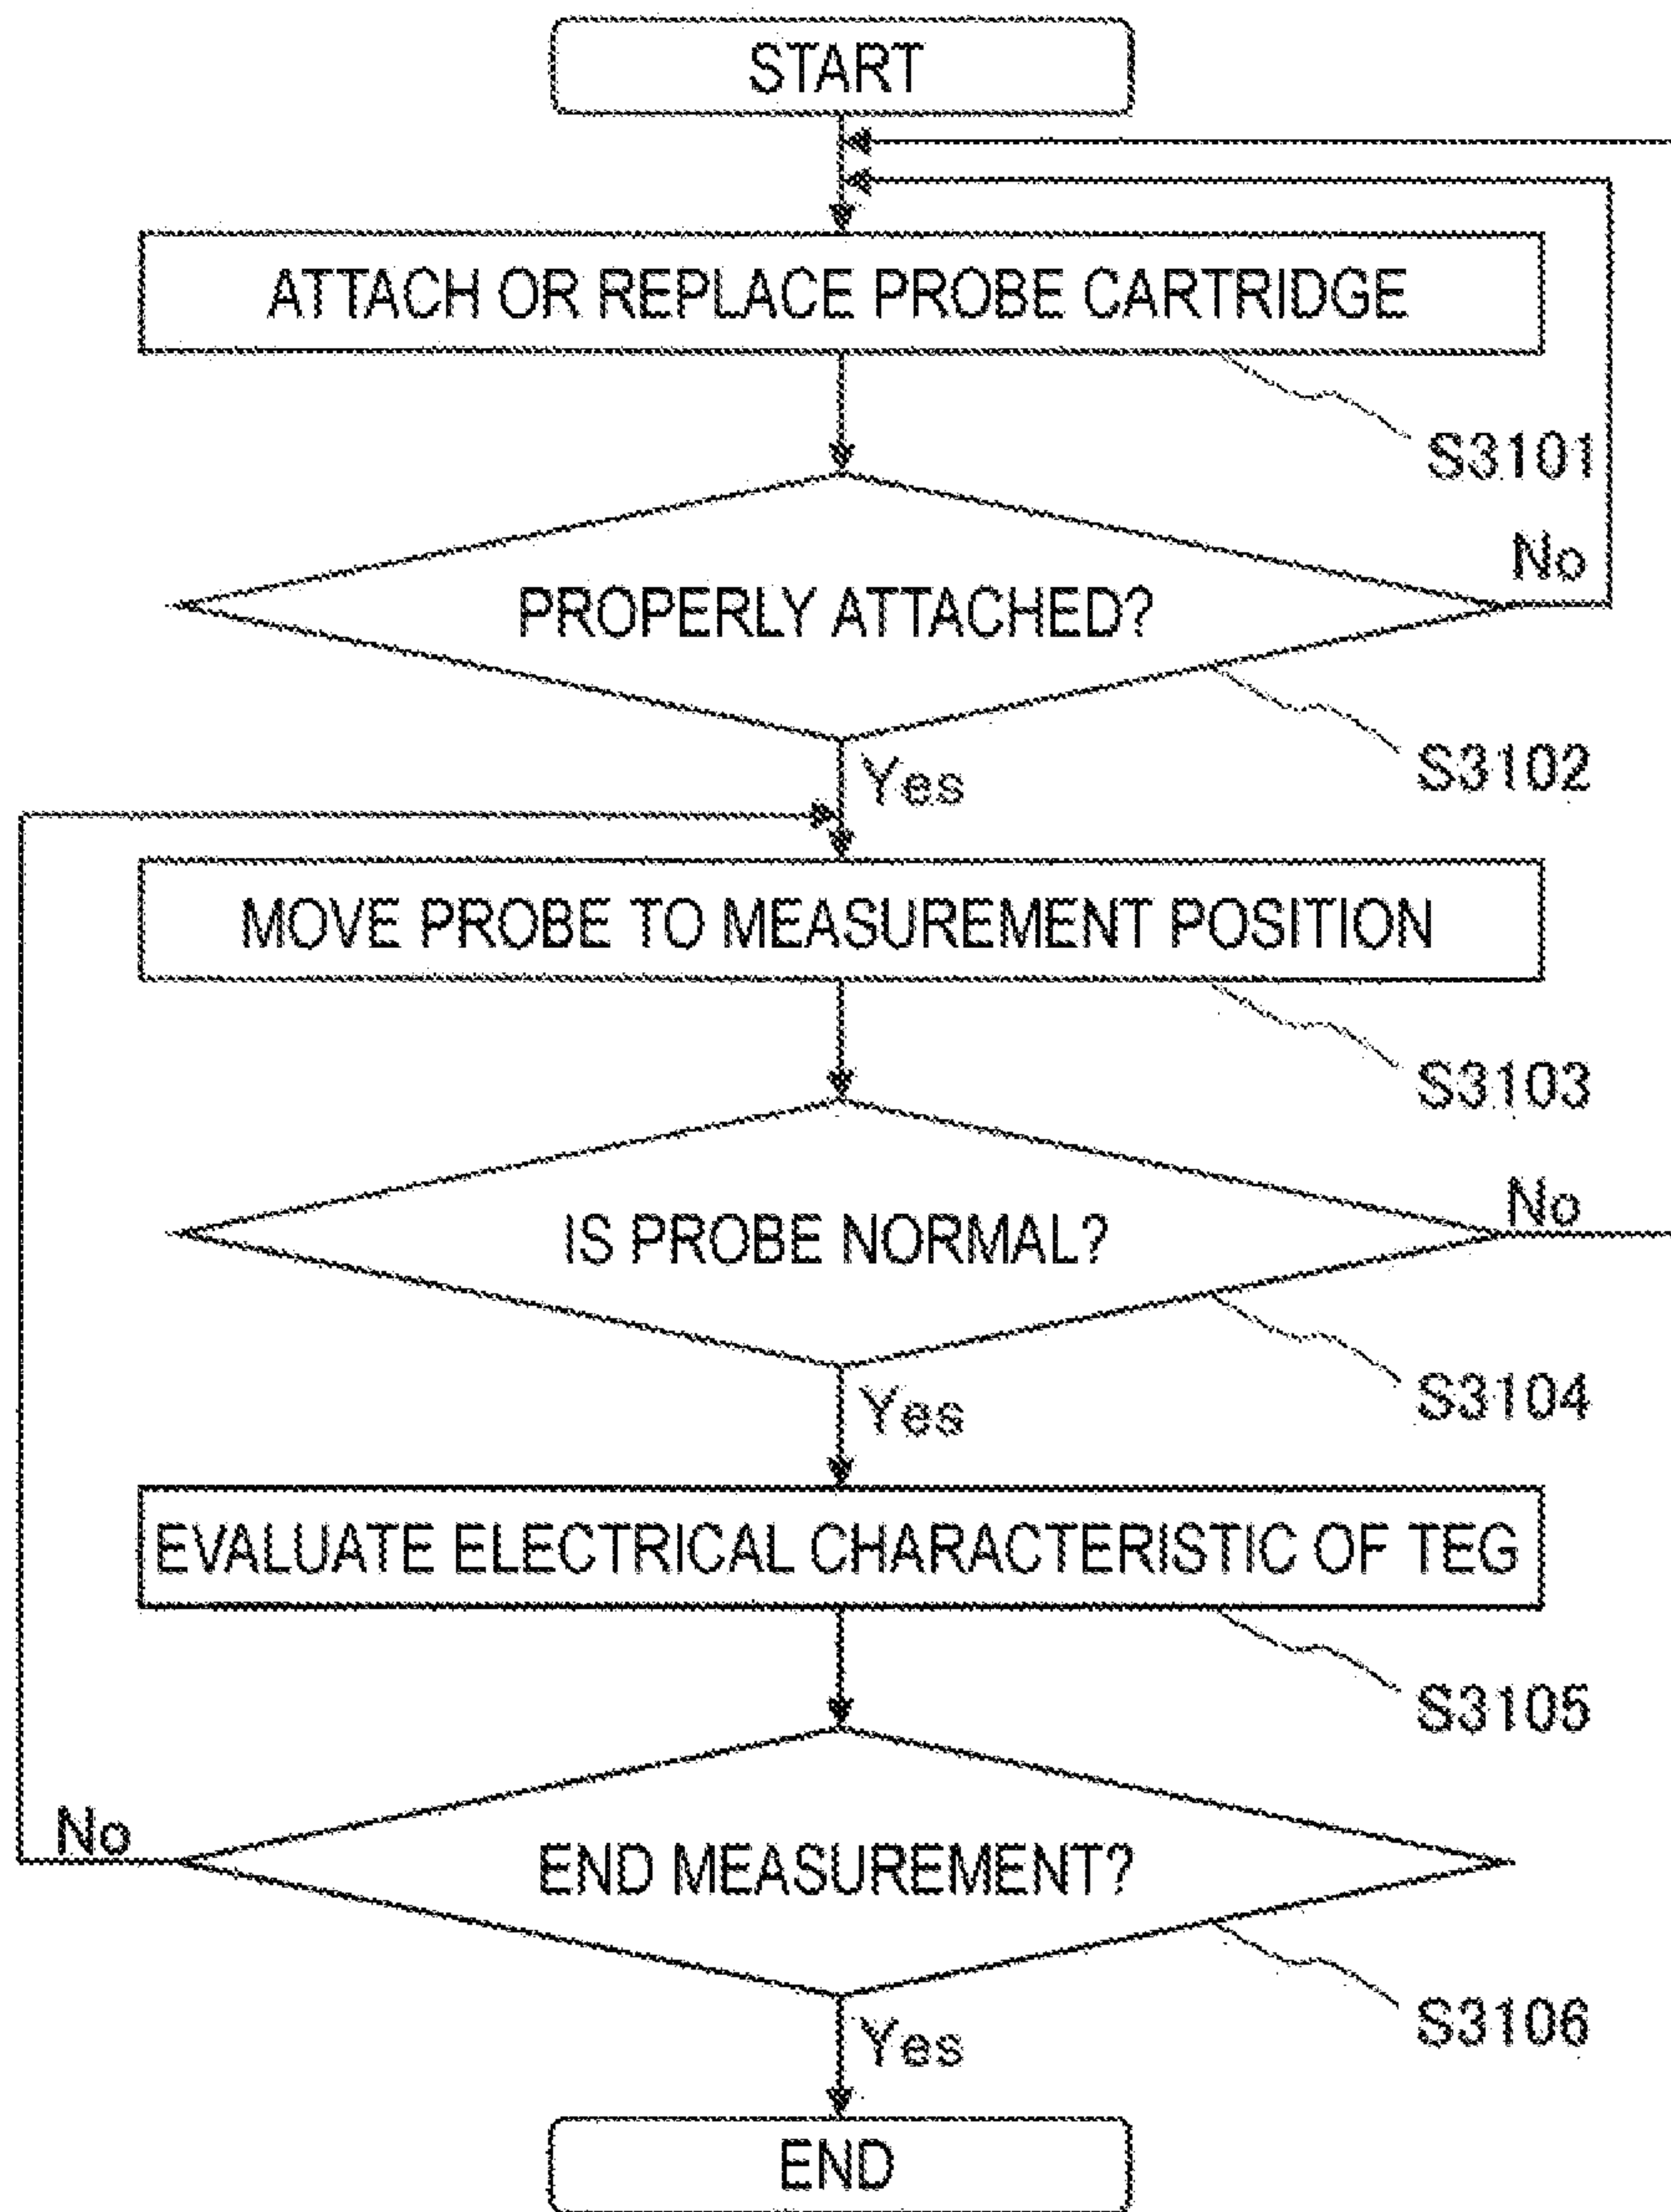 START
ATTACH OR REPLACE PROBE CARTRIDGE
S3101
No
PROPERLY ATTACHED?
S3102
Yes
MOVE PROBE TO MEASUREMENT POSITION
S3103
No
IS PROBE NORMAL?
S3104
Yes
EVALUATE ELECTRICAL CHARACTERISTIC OF TEG
S3105
No
END MEASUREMENT?
S3106
Yes
END